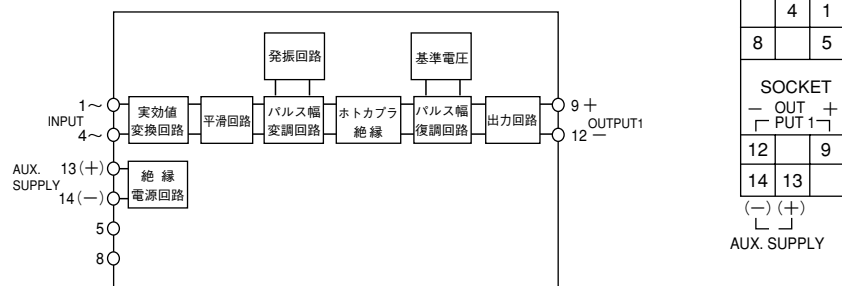 発振回路
基準電圧
1～
INPUT
4～
実効値
変換回路
平滑回路
パルス幅
変調回路
ホトカプラ
絶縁
パルス幅
復調回路
出力回路
9＋
OUTPUT1
12－
AUX.
SUPPLY
13(＋)
14(－)
絶縁
電源回路
5
8
4 1
8 5
SOCKET
－ OUT ＋
PUT 1
12 9
14 13
(－) (＋)
AUX. SUPPLY